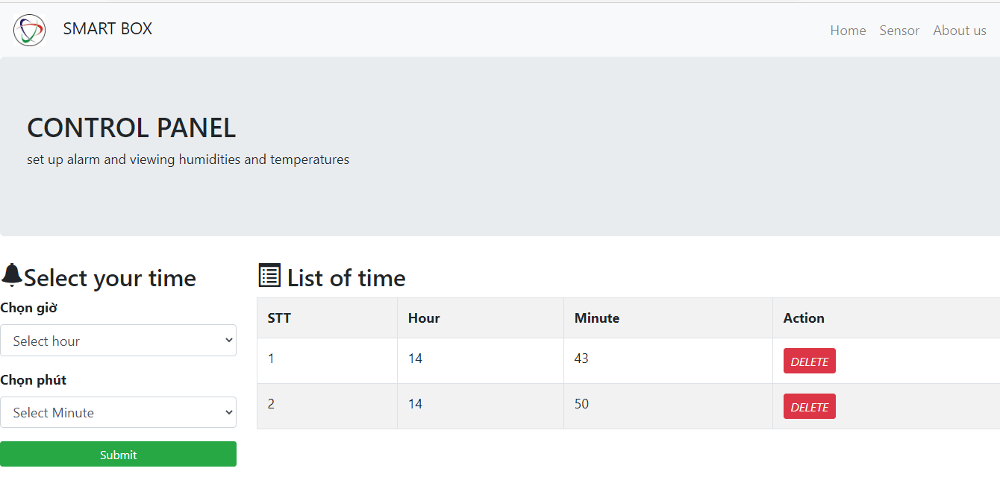 SMART BOX
Home Sensor About us
CONTROL PANEL
set up alarm and viewing humidities and temperatures
Select your time
Chọn giờ
Select hour
Chọn phút
Select Minute
Submit
List of time
STT Hour Minute Action
1 14 43 DELETE
2 14 50 DELETE